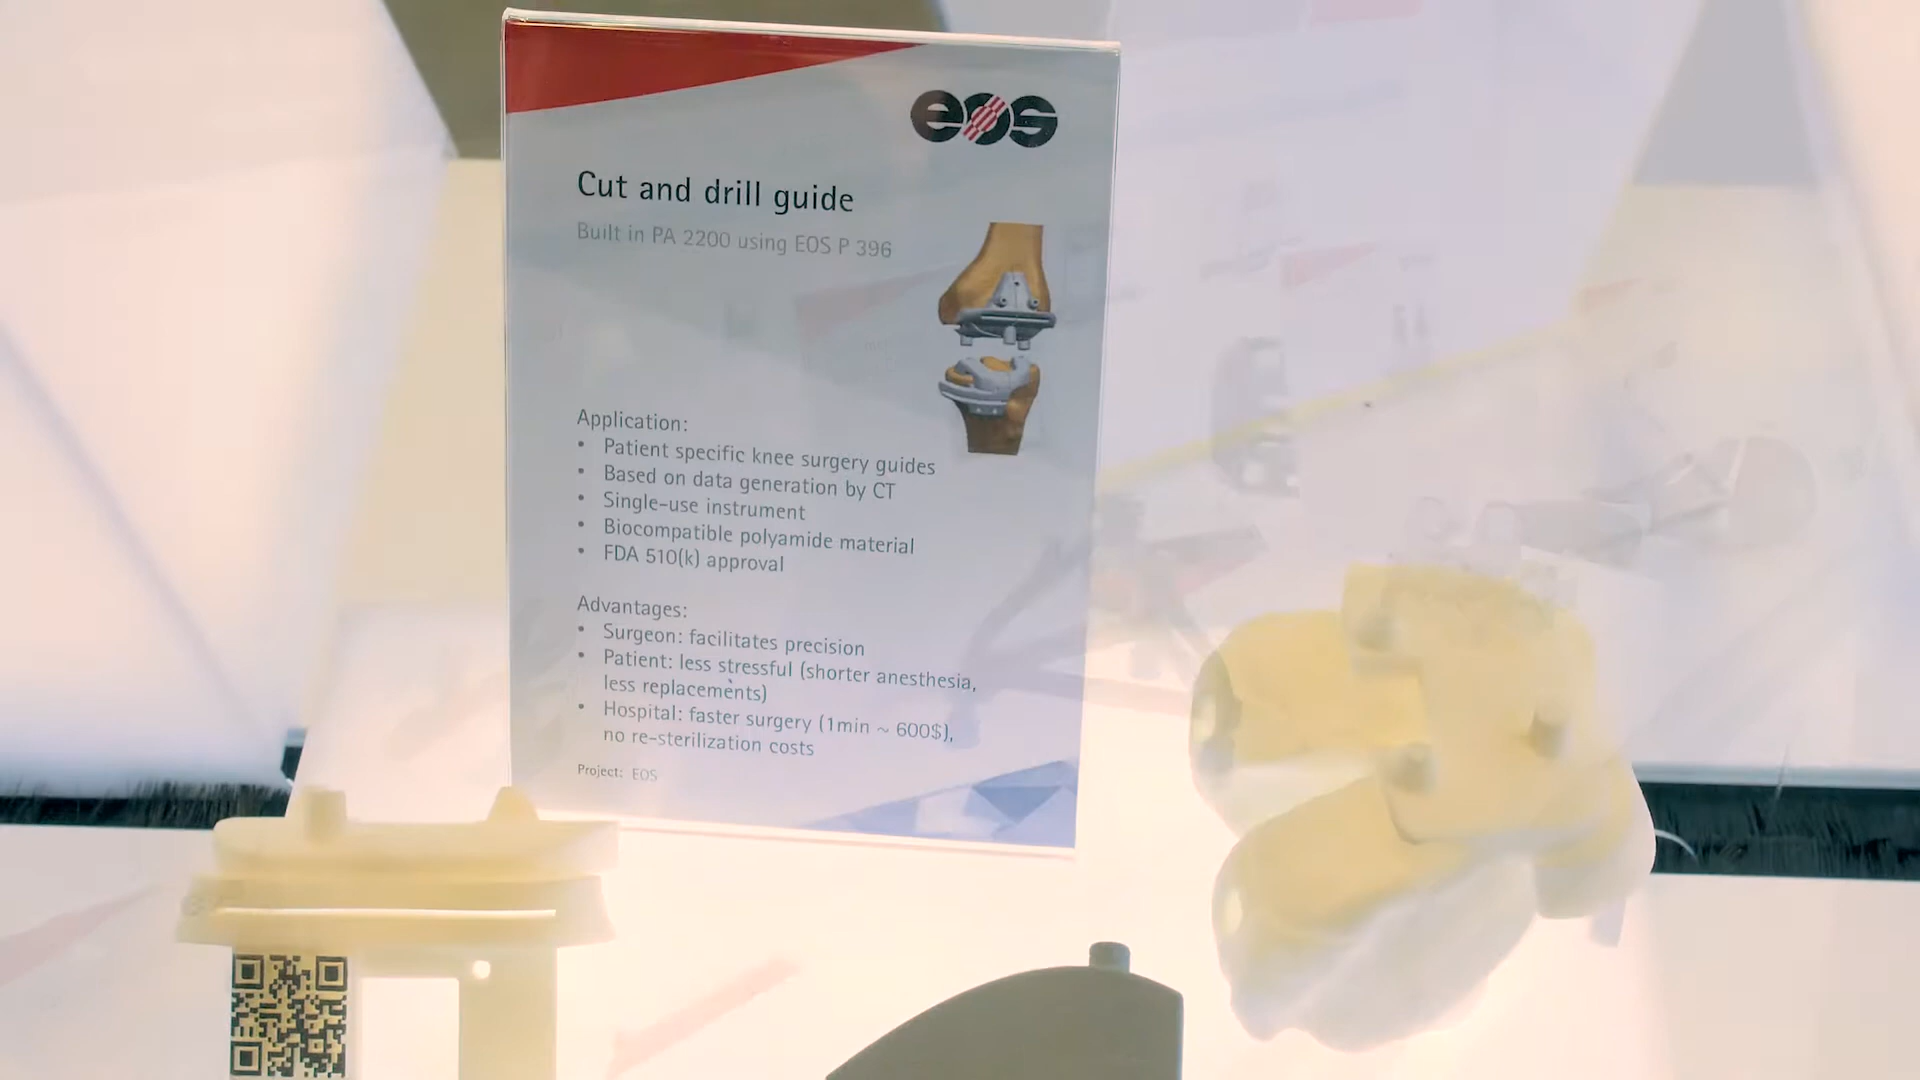 eos
Cut and drill guide
Built in PA 2200 using EOS P 396
Application:
• Patient specific knee surgery guides
• Based on data generation by CT
• Single-use instrument
• Biocompatible polyamide material
• FDA 510(k) approval
Advantages:
• Surgeon: facilitates precision
• Patient: less stressful (shorter anesthesia,
less replacements)
• Hospital: faster surgery (1min ~ 600$),
no re-sterilization costs
Project: EOS